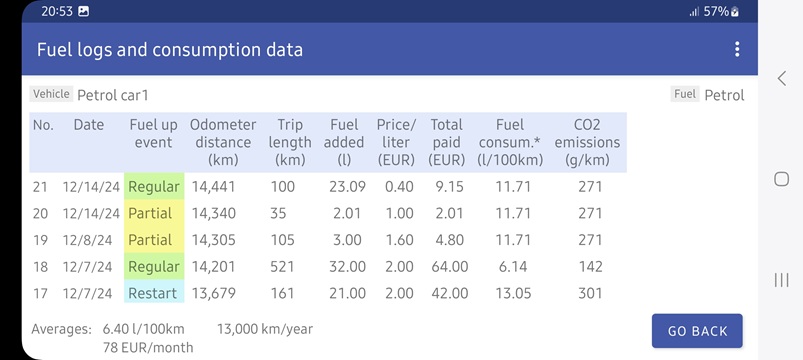 20:53 57%
Fuel logs and consumption data
Vehicle Petrol car1 Fuel Petrol
No. Date Fuel up event Odometer distance (km) Trip length (km) Fuel added (l) Price/liter (EUR) Total paid (EUR) Fuel consum.* (l/100km) CO2 emissions (g/km)
21 12/14/24 Regular 14,441 100 23.09 0.40 9.15 11.71 271
20 12/14/24 Partial 14,340 35 2.01 1.00 2.01 11.71 271
19 12/8/24 Partial 14,305 105 3.00 1.60 4.80 11.71 271
18 12/7/24 Regular 14,201 521 32.00 2.00 64.00 6.14 142
17 12/7/24 Restart 13,679 161 21.00 2.00 42.00 13.05 301
Averages: 6.40 l/100km 13,000 km/year
78 EUR/month
GO BACK